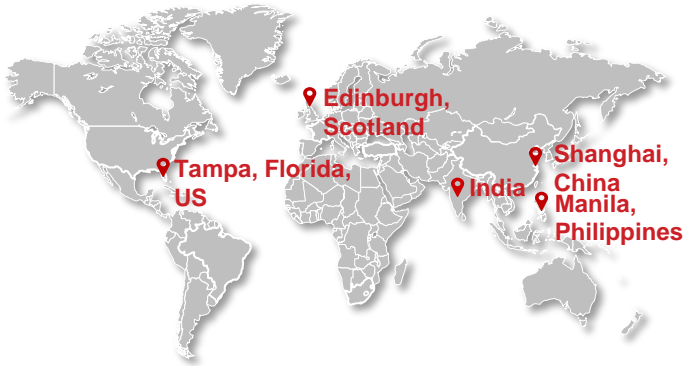 Edinburgh,
Scotland
Tampa, Florida,
US
Shanghai,
China
India
Manila,
Philippines